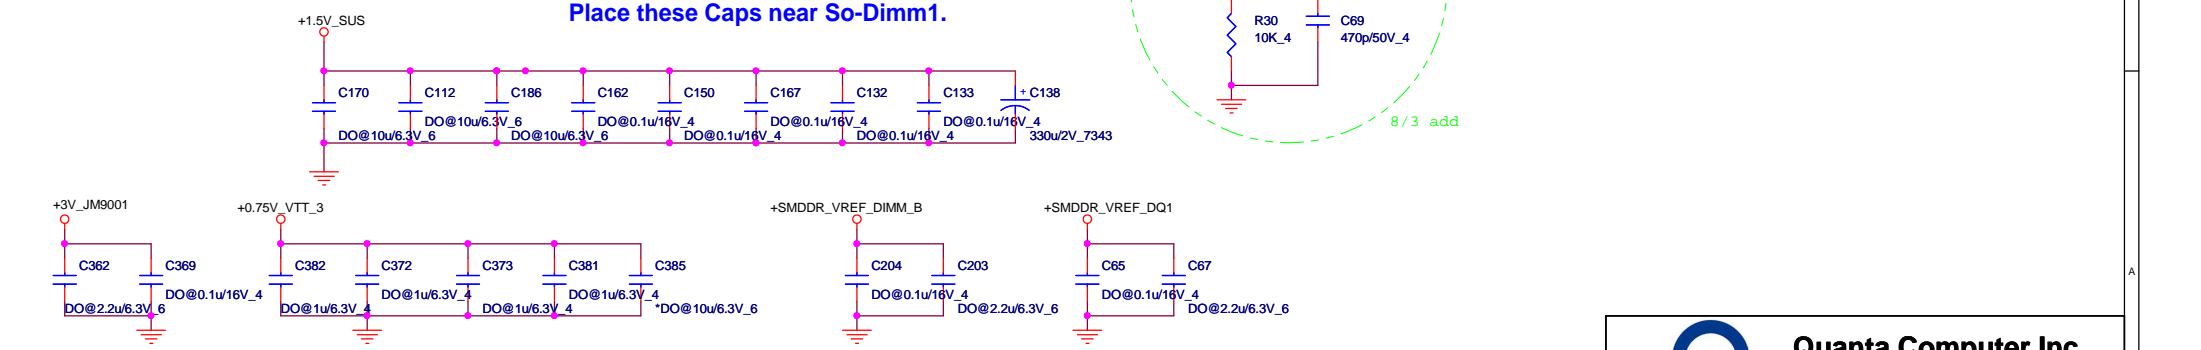 Place these Caps near So-Dimm1.
+1.5V_SUS
R30
10K_4
C69
470p/50V_4
C170
C112
C186
C162
C150
C167
C132
C133
+ C138
DO@10u/6.3V_6
DO@0.1u/16V_4
DO@0.1u/16V_4
DO@0.1u/16V_4
8/3 add
DO@10u/6.3V_6
DO@10u/6.3V_6
DO@0.1u/16V_4
DO@0.1u/16V_4
330u/2V_7343
+3V_JM9001
+0.75V_VTT_3
+SMDDR_VREF_DIMM_B
+SMDDR_VREF_DQ1
C362
C369
C382
C372
C373
C381
C385
C204
C203
C65
C67
A
DO@0.1u/16V_4
DO@1u/6.3V_4
DO@1u/6.3V_4
DO@0.1u/16V_4
DO@0.1u/16V_4
DO@2.2u/6.3V_6
DO@1u/6.3V_4
DO@1u/6.3V_4
*DO@10u/6.3V_6
DO@2.2u/6.3V_6
DO@2.2u/6.3V_6
Quanta Computer Inc